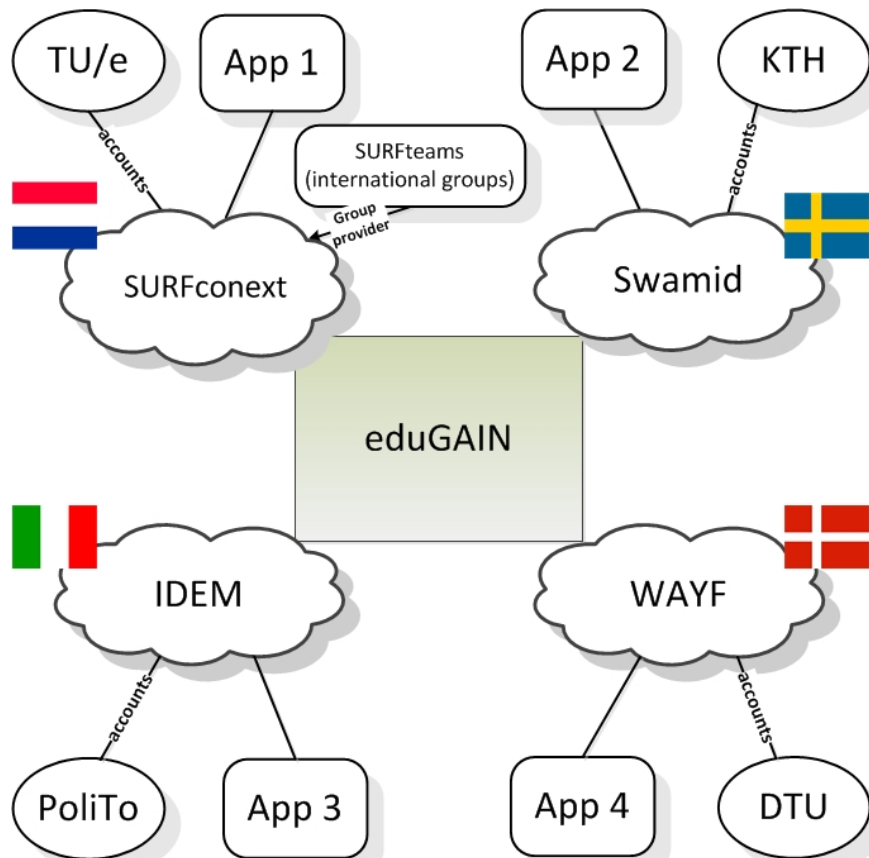 TU/e
App 1
App 2
KTH
accounts
SURFteams
(international groups)
accounts
Group
provider
SURFconext
Swamid
eduGAIN
IDEM
WAYF
accounts
accounts
PoliTo
App 3
App 4
DTU